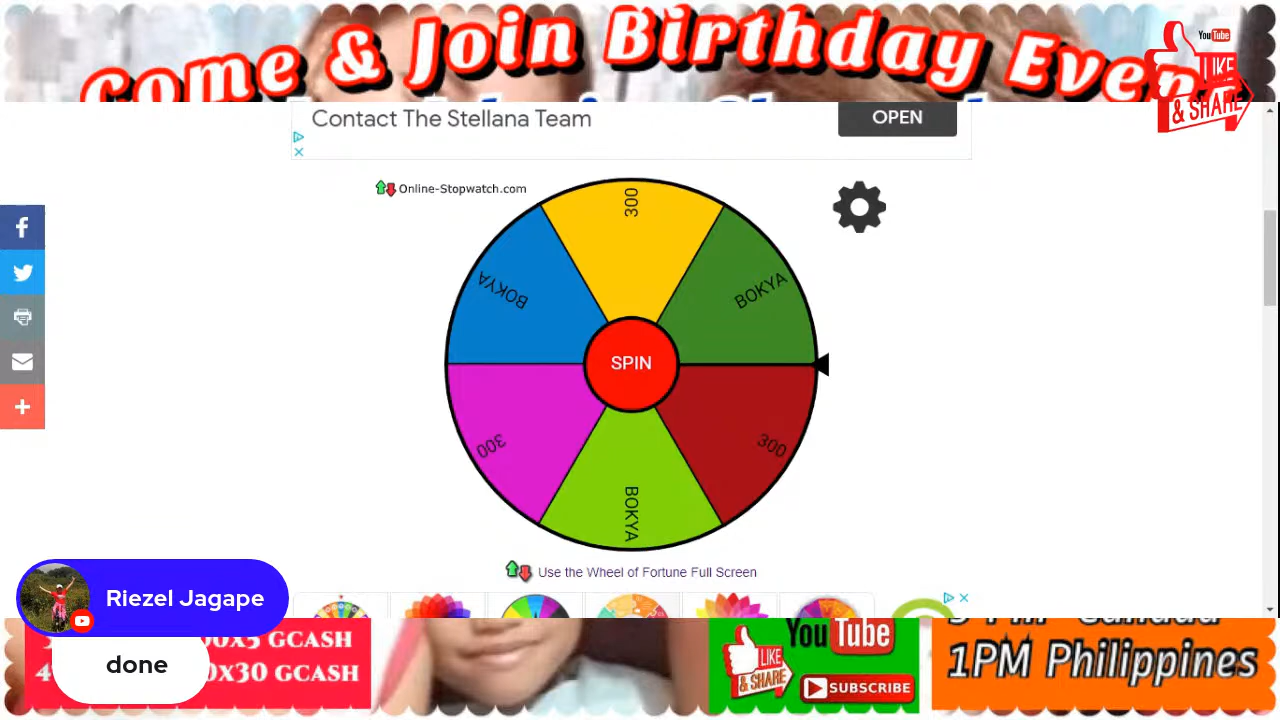 Come & Join Birthday Even
YouTube
LIKE
& SHARE
Contact The Stellana Team
OPEN
Online-Stopwatch.com
300
BOKYA
BOKYA
SPIN
300
300
BOKYA
Use the Wheel of Fortune Full Screen
Riezel Jagape
done
00X5 GCASH
0X30 GCASH
YouTube
LIKE
& SHARE
SUBSCRIBE
1PM Philippines